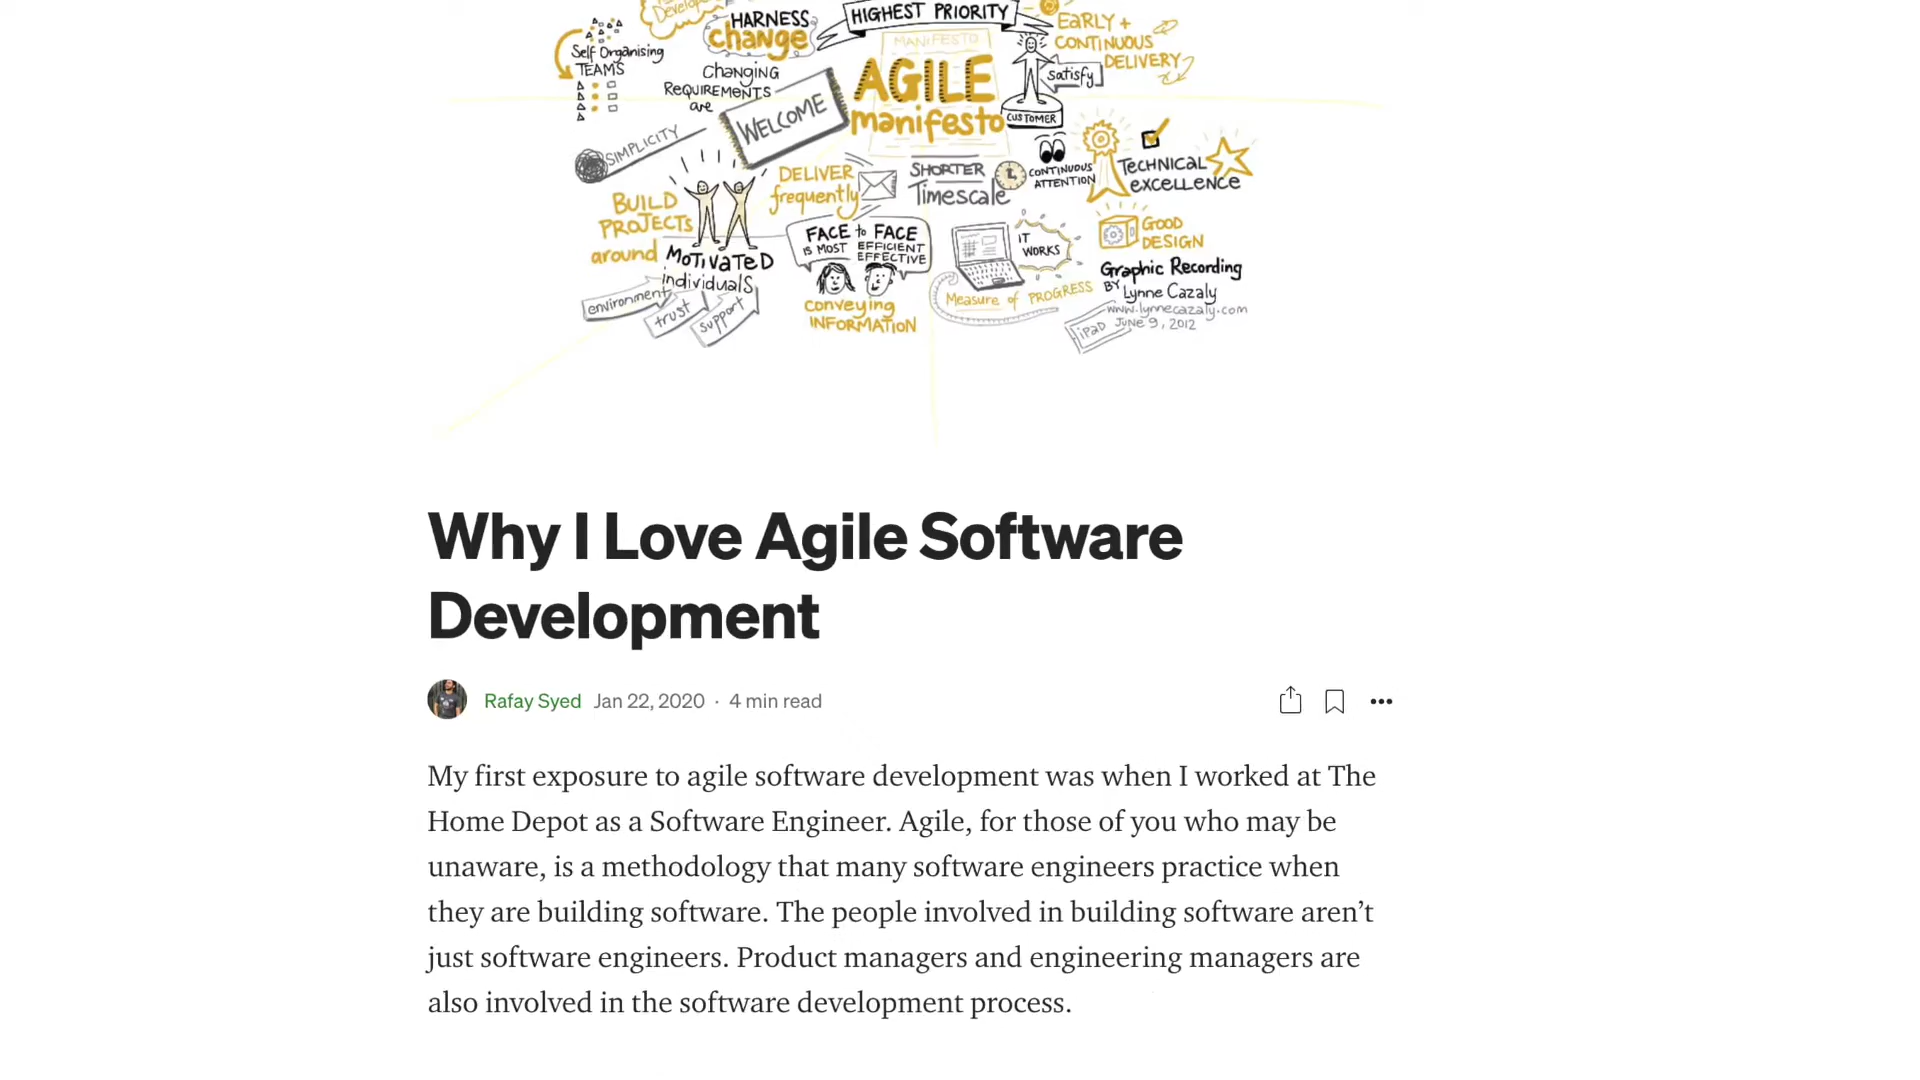 Develop
HARNESS
change
HIGHEST PRIORITY
EARLY +
CONTINUOUS
DELIVERY
Self Organising
TEAMS
CHANGING
REQUIREMENTS
are
WELCOME
MANIFESTO
AGILE
manifesto
satisfy
CUSTOMER
SIMPLICITY
DELIVER
frequently
SHORTER
Timescale
CONTINUOUS
ATTENTION
TECHNICAL
EXCELLENCE
BUILD
PROJECTS
around
MOTIVATED
individuals
environment
trust
support
FACE to FACE
IS MOST EFFICIENT
EFFECTIVE
conveying
INFORMATION
IT
WORKS
Measure of PROGRESS
GOOD
DESIGN
Graphic Recording
BY Lynne Cazaly
www.lynnecazaly.com
iPAD JUNE 9, 2012
Why I Love Agile Software
Development
Rafay Syed Jan 22, 2020 · 4 min read
My first exposure to agile software development was when I worked at The
Home Depot as a Software Engineer. Agile, for those of you who may be
unaware, is a methodology that many software engineers practice when
they are building software. The people involved in building software aren’t
just software engineers. Product managers and engineering managers are
also involved in the software development process.